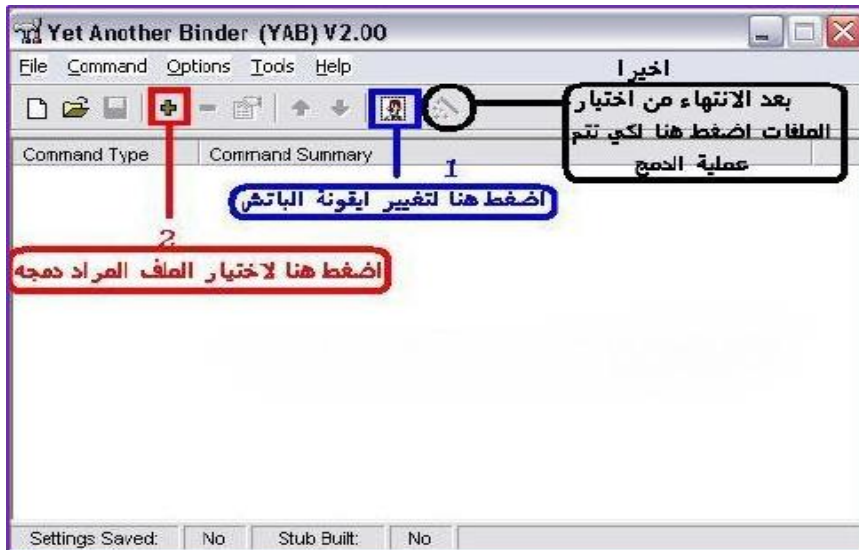 Yet Another Binder (YAB) V2.00
File Command Options Tools Help
اخيرا
بعد الانتهاء من اختيار
الملفات اضغط هنا لكي تتم
عملية الدمج
Command Type Command Summary
1
اضغط هنا لتغيير ايقونة الباتش
2
اضغط هنا لاختيار الملف المراد دمجه
Settings Saved: No Stub Built: No